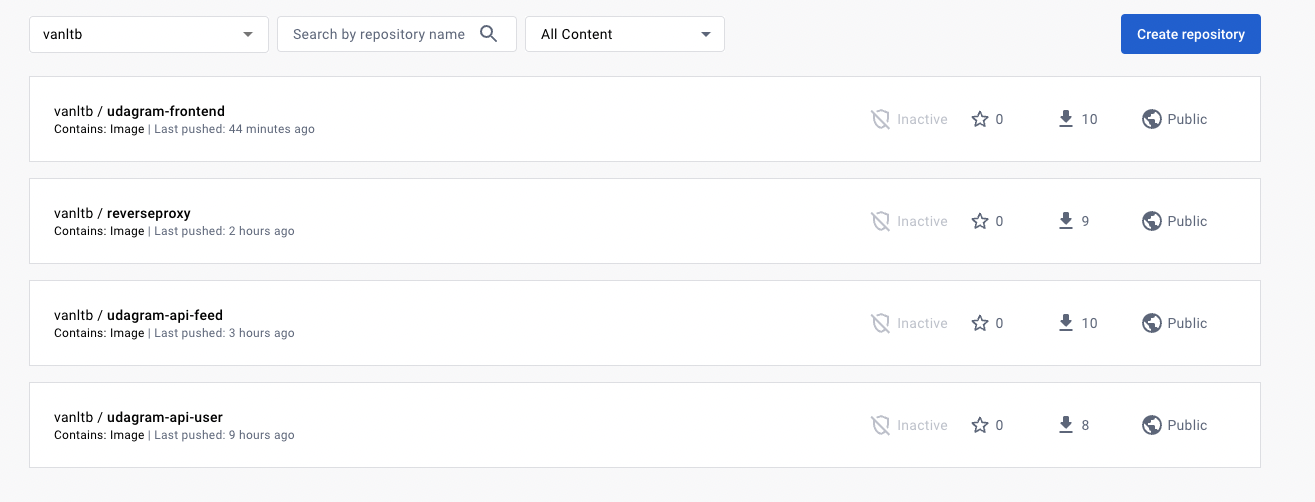 vanltb
Search by repository name
All Content
Create repository
vanltb / udagram-frontend
Contains: Image | Last pushed: 44 minutes ago
Inactive
0
10
Public
vanltb / reverseproxy
Contains: Image | Last pushed: 2 hours ago
Inactive
0
9
Public
vanltb / udagram-api-feed
Contains: Image | Last pushed: 3 hours ago
Inactive
0
10
Public
vanltb / udagram-api-user
Contains: Image | Last pushed: 9 hours ago
Inactive
0
8
Public